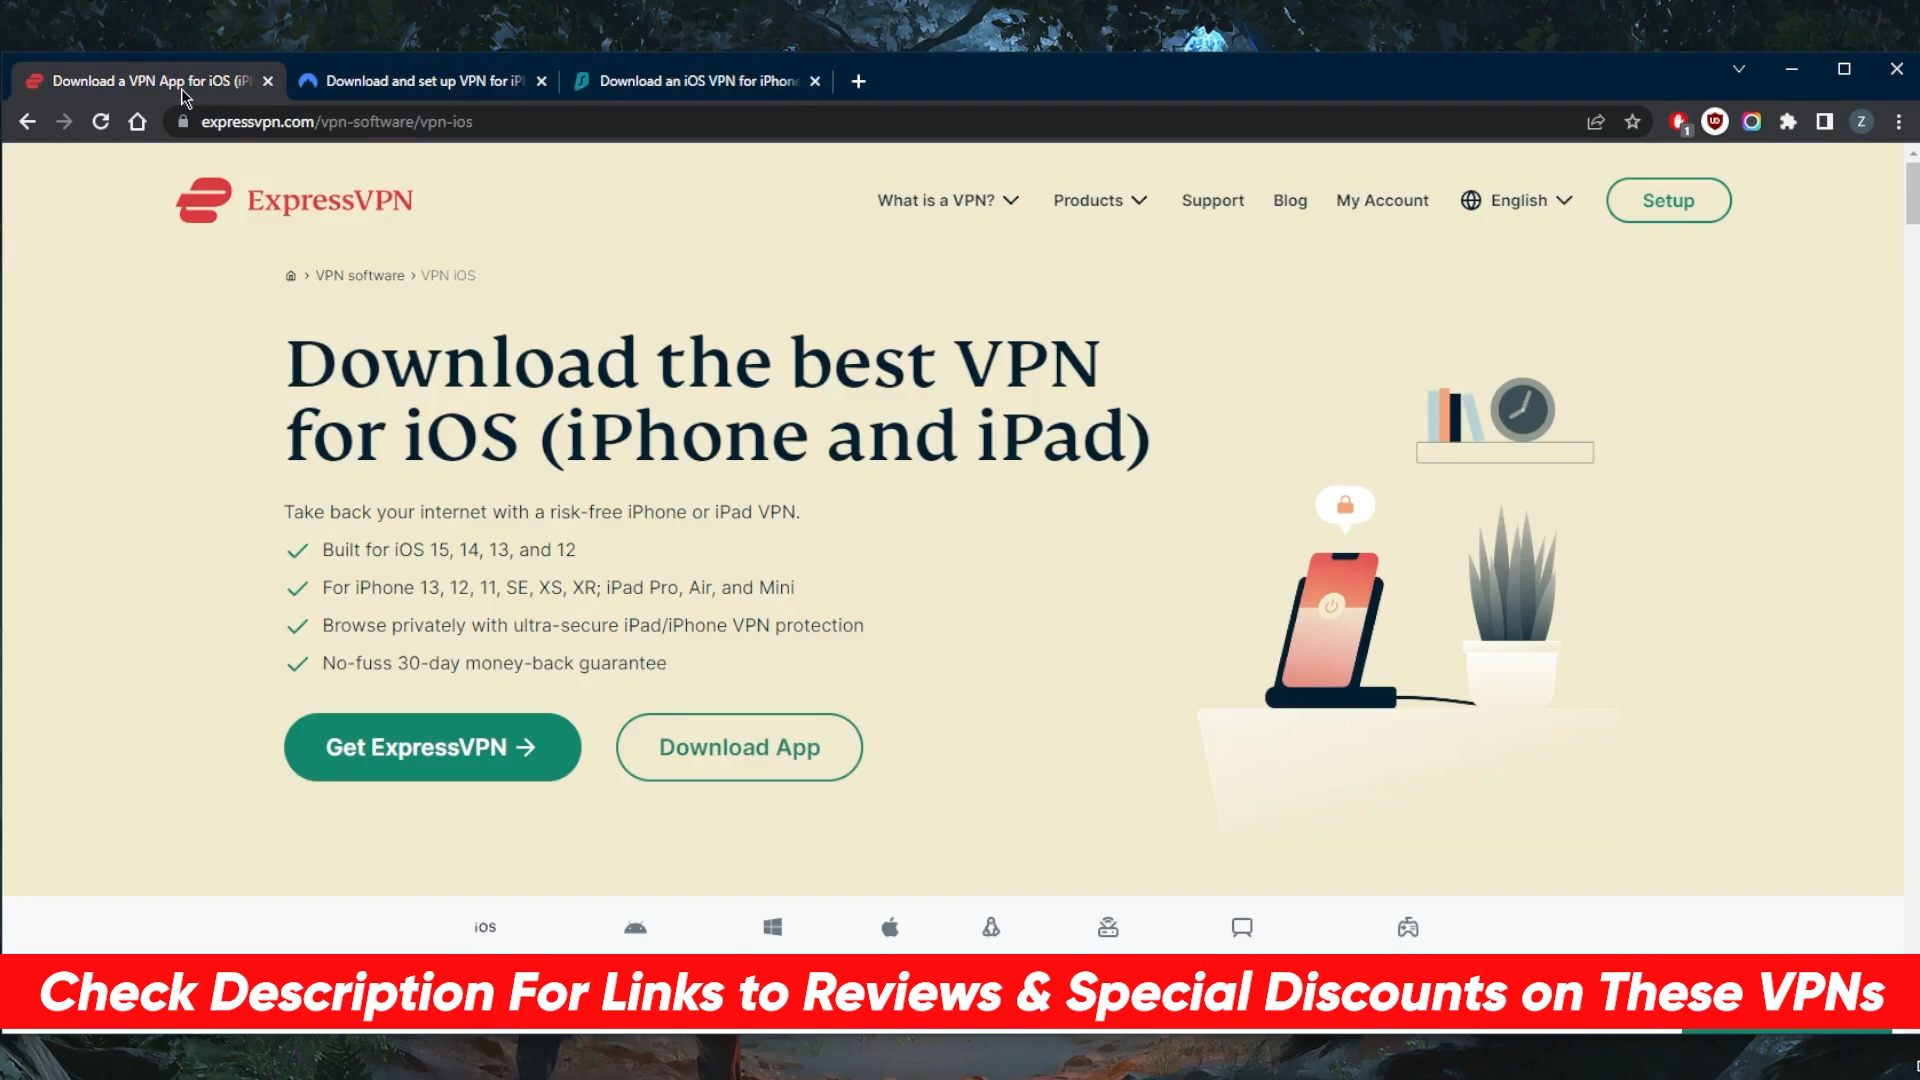 Download a VPN App for iOS (iP
Download and set up VPN for iP
Download an iOS VPN for iPhone
expressvpn.com/vpn-software/vpn-ios
1
UD
Z
ExpressVPN
What is a VPN?
Products
Support
Blog
My Account
English
Setup
> VPN software > VPN iOS
Download the best VPN
for iOS (iPhone and iPad)
Take back your internet with a risk-free iPhone or iPad VPN.
Built for iOS 15, 14, 13, and 12
For iPhone 13, 12, 11, SE, XS, XR; iPad Pro, Air, and Mini
Browse privately with ultra-secure iPad/iPhone VPN protection
No-fuss 30-day money-back guarantee
Get ExpressVPN →
Download App
iOS
Check Description For Links to Reviews & Special Discounts on These VPNs